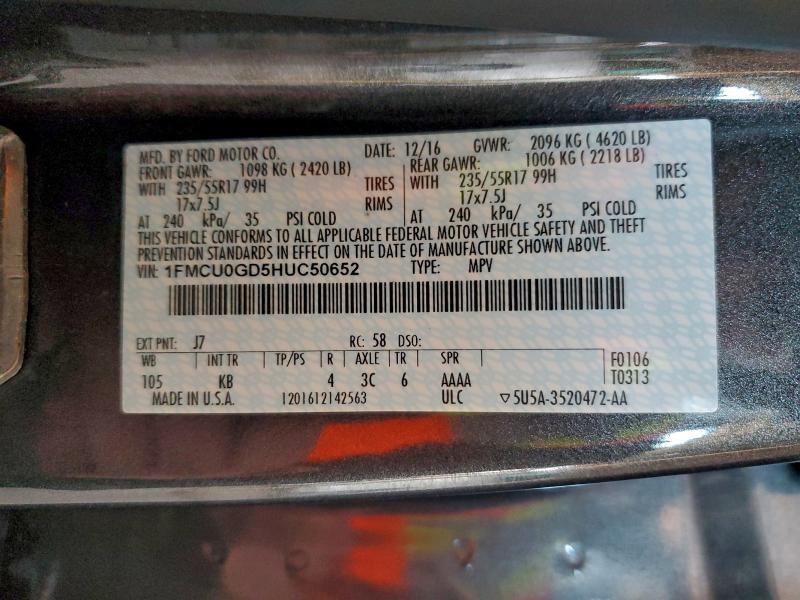 MFD. BY FORD MOTOR CO. DATE: 12/16 GVWR: 2096 KG ( 4620 LB)
FRONT GAWR: 1098 KG ( 2420 LB) REAR GAWR: 1006 KG ( 2218 LB)
WITH 235/55R17 99H TIRES WITH 235/55R17 99H TIRES
17x7.5J RIMS 17x7.5J RIMS
AT 240 kPa/ 35 PSI COLD AT 240 kPa/ 35 PSI COLD
THIS VEHICLE CONFORMS TO ALL APPLICABLE FEDERAL MOTOR VEHICLE SAFETY AND THEFT
PREVENTION STANDARDS IN EFFECT ON THE DATE OF MANUFACTURE SHOWN ABOVE.
VIN: 1FMCU0GD5HUC50652 TYPE: MPV
EXT PNT: J7 RC: 58 DSO:
WB INT TR TP/PS R AXLE TR SPR F0106
105 KB 4 3C 6 AAAA T0313
MADE IN U.S.A. 1201612142563 ULC ▽5U5A-3520472-AA